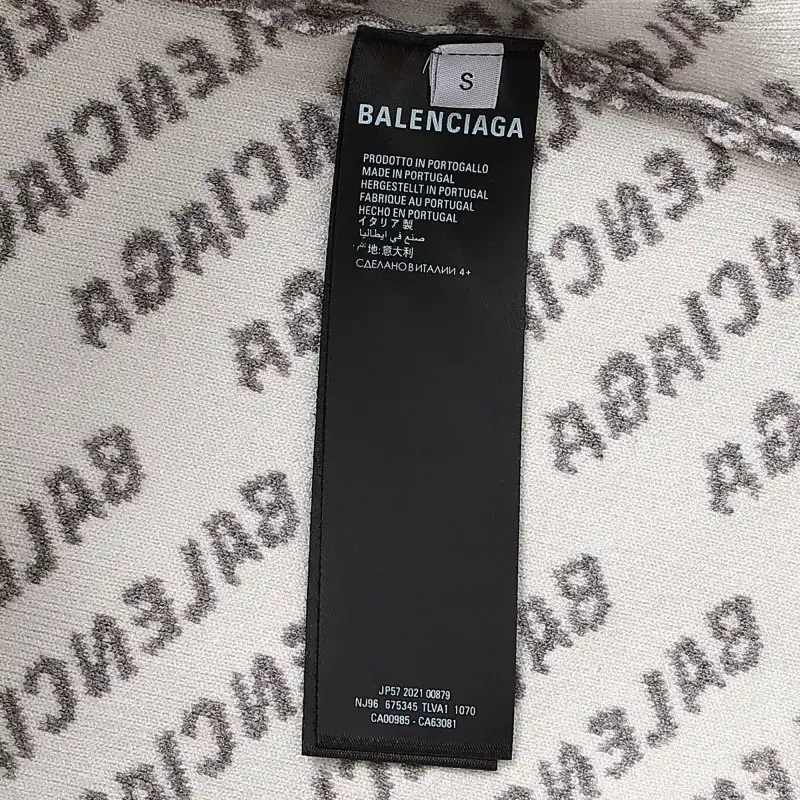 S
BALENCIAGA
PRODOTTO IN PORTOGALLO
MADE IN PORTUGAL
HERGESTELLT IN PORTUGAL
FABRIQUE AU PORTUGAL
HECHO EN PORTUGAL
イタリア製
صنع في ايطاليا
地:意大利
СДЕЛАНО В ИТАЛИИ 4+
JP57 2021 00879
NJ96 675345 TLVA1 1070
CA00985 - CA63081